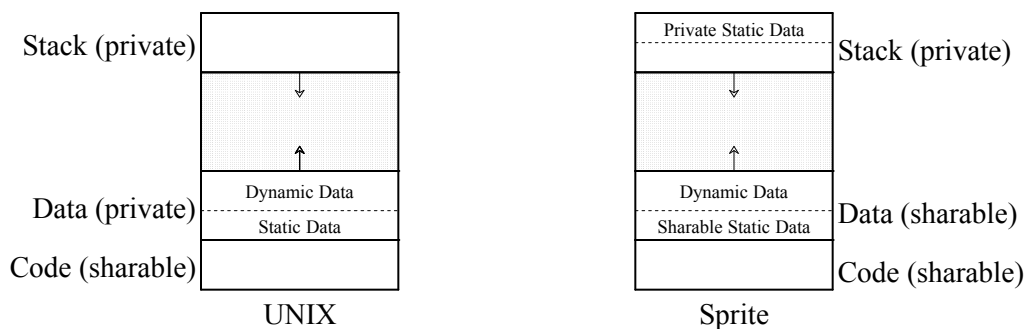 Stack (private)
Data (private)
Code (sharable)
Dynamic Data
Static Data
UNIX
Private Static Data
Dynamic Data
Sharable Static Data
Stack (private)
Data (sharable)
Code (sharable)
Sprite